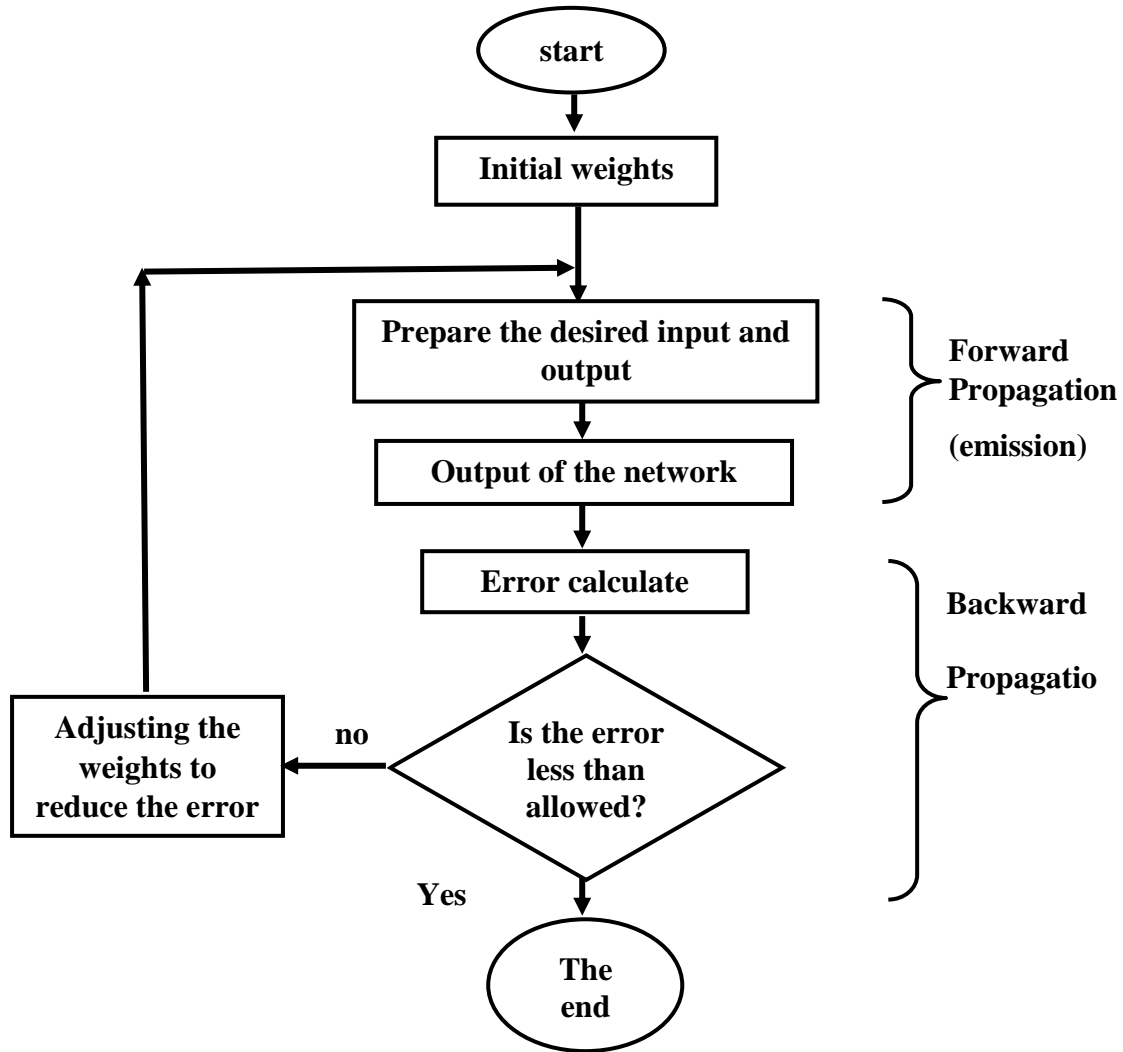 start
Initial weights
Prepare the desired input and
output
Forward
Propagation
(emission)
Output of the network
Error calculate
Backward
Propagatio
Is the error
less than
allowed?
no
Adjusting the
weights to
reduce the error
Yes
The
end